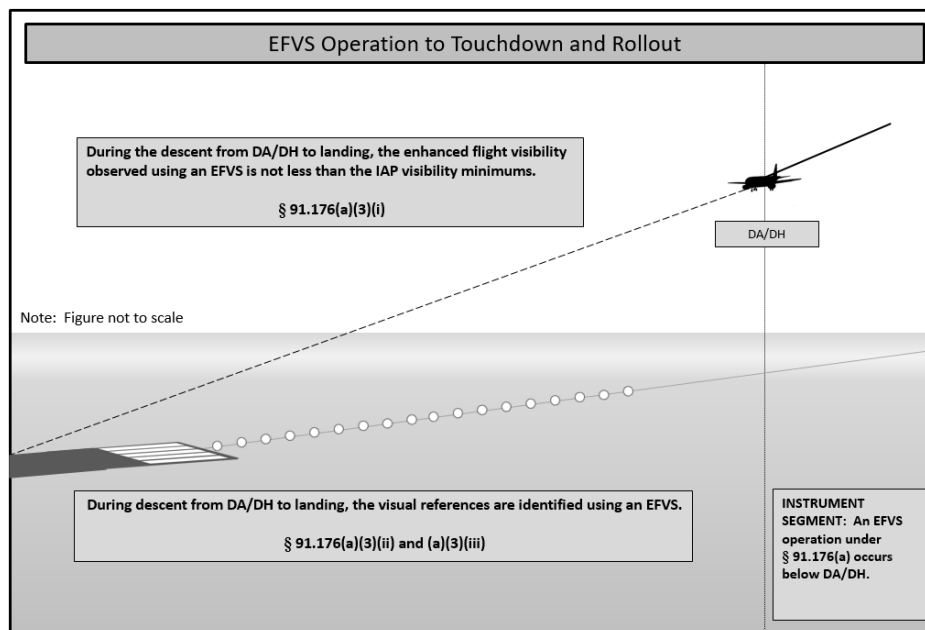 EFVS Operation to Touchdown and Rollout
During the descent from DA/DH to landing, the enhanced flight visibility
observed using an EFVS is not less than the IAP visibility minimums.
§ 91.176(a)(3)(i)
DA/DH
Note: Figure not to scale
During descent from DA/DH to landing, the visual references are identified using an EFVS.
§ 91.176(a)(3)(ii) and (a)(3)(iii)
INSTRUMENT
SEGMENT: An EFVS
operation under
§ 91.176(a) occurs
below DA/DH.